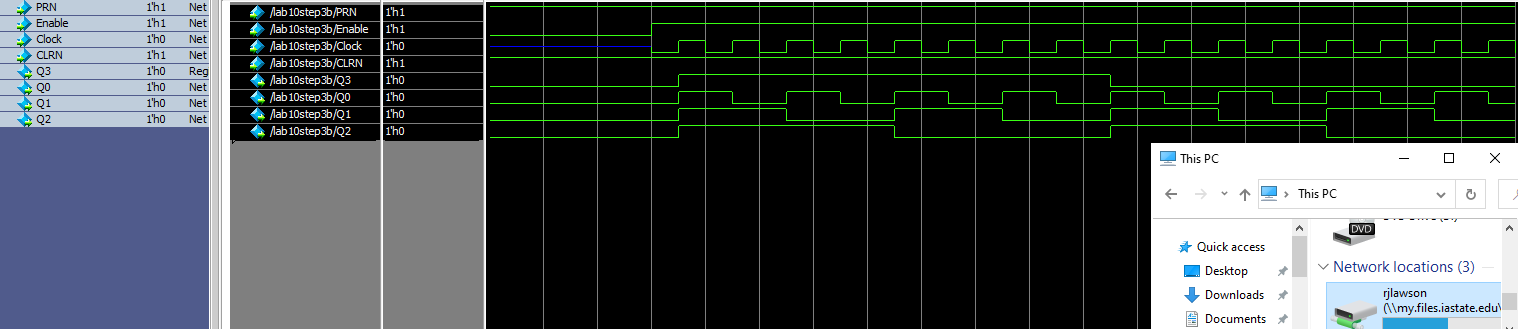 PRN 1'h1 Net
Enable 1'h1 Net
Clock 1'h0 Net
CLRN 1'h1 Net
Q3 1'h0 Reg
Q0 1'h0 Net
Q1 1'h0 Net
Q2 1'h0 Net
/lab10step3b/PRN 1'h1
/lab10step3b/Enable 1'h1
/lab10step3b/Clock 1'h0
/lab10step3b/CLRN 1'h1
/lab10step3b/Q3 1'h0
/lab10step3b/Q0 1'h0
/lab10step3b/Q1 1'h0
/lab10step3b/Q2 1'h0
This PC
This PC
Quick access
Desktop
Downloads
Documents
DVD
Network locations (3)
rjlawson
(\\my.files.iastate.edu\